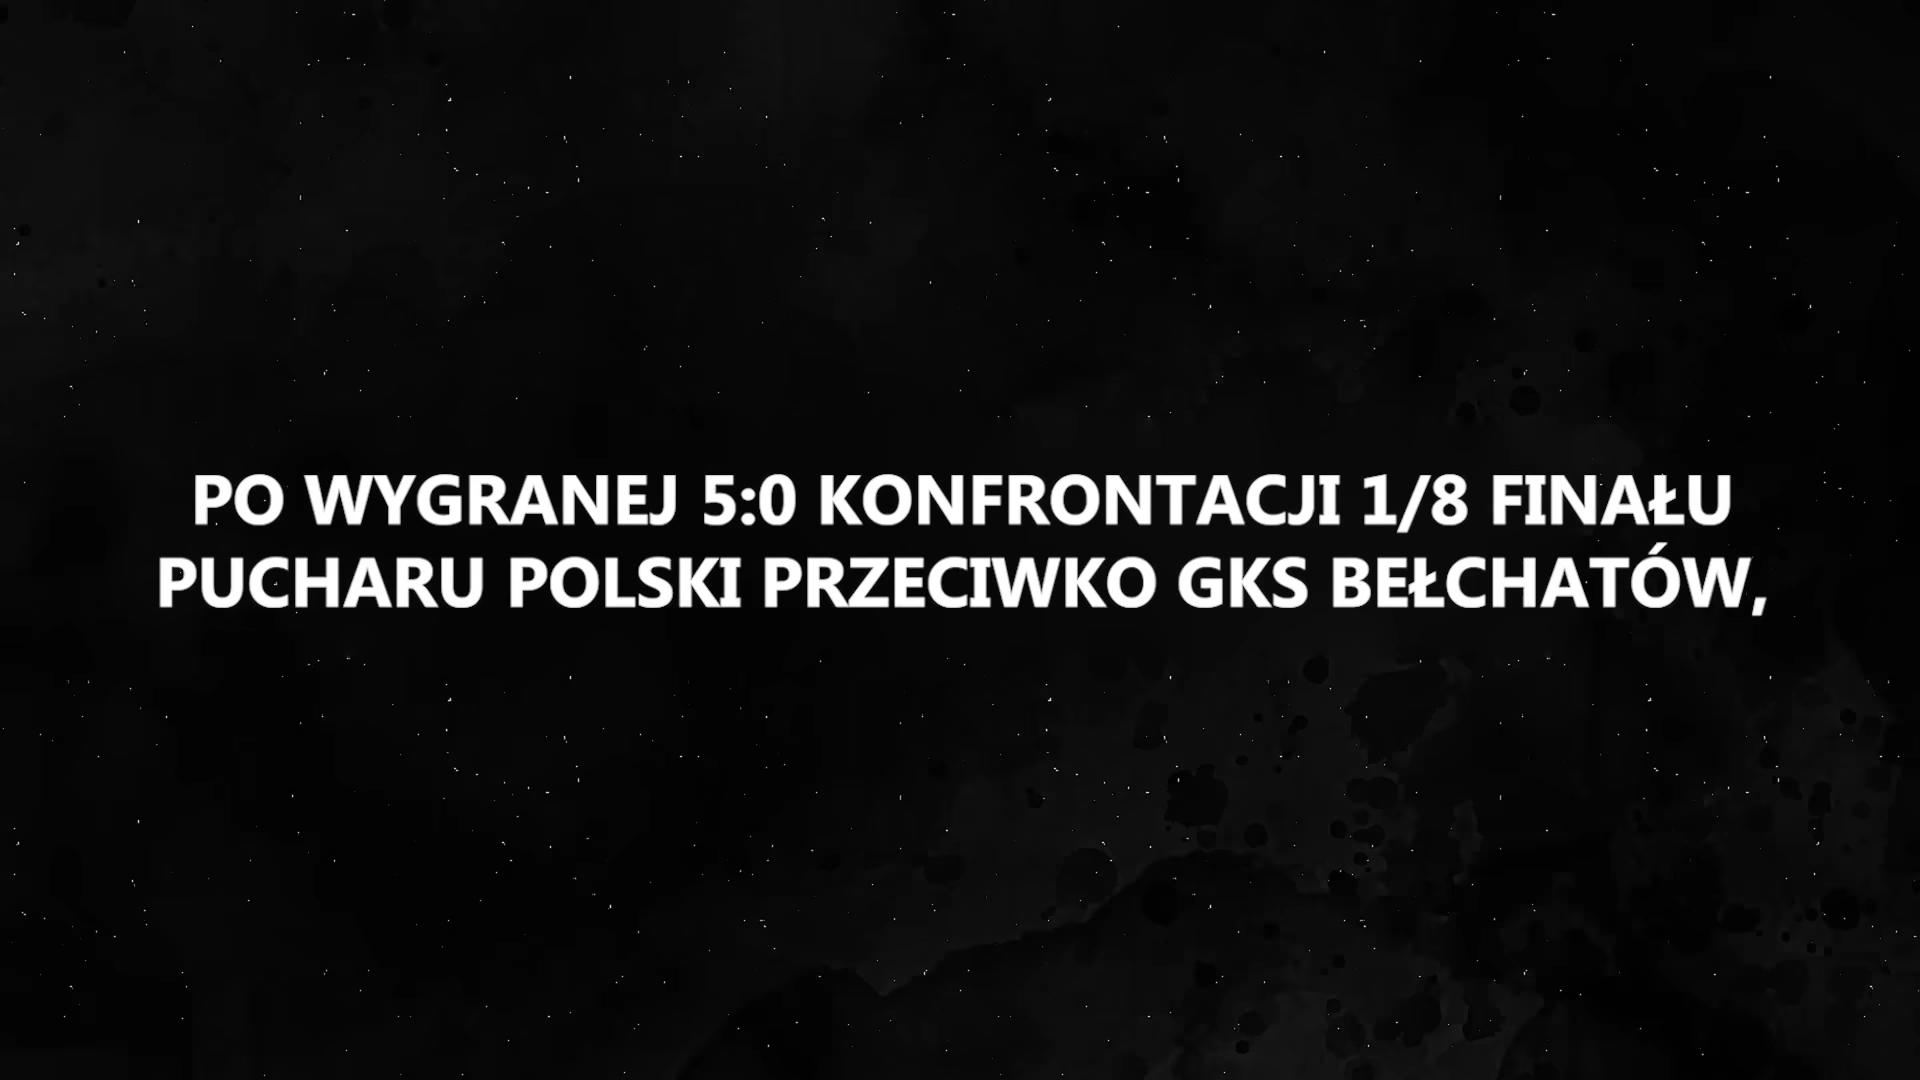 PO WYGRANEJ 5:0 KONFRONTACJI 1/8 FINAŁU
PUCHARU POLSKI PRZECIWKO GKS BEŁCHATÓW,